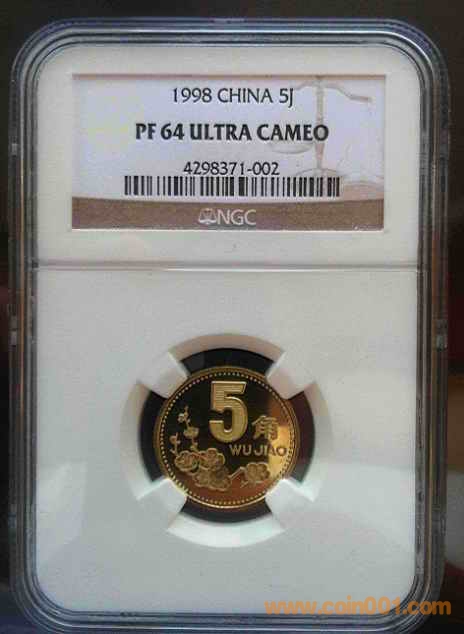 1998 CHINA 5J
PF 64 ULTRA CAMEO
4298371-002
NGC
5角
WU JIAO
www.coin001.com